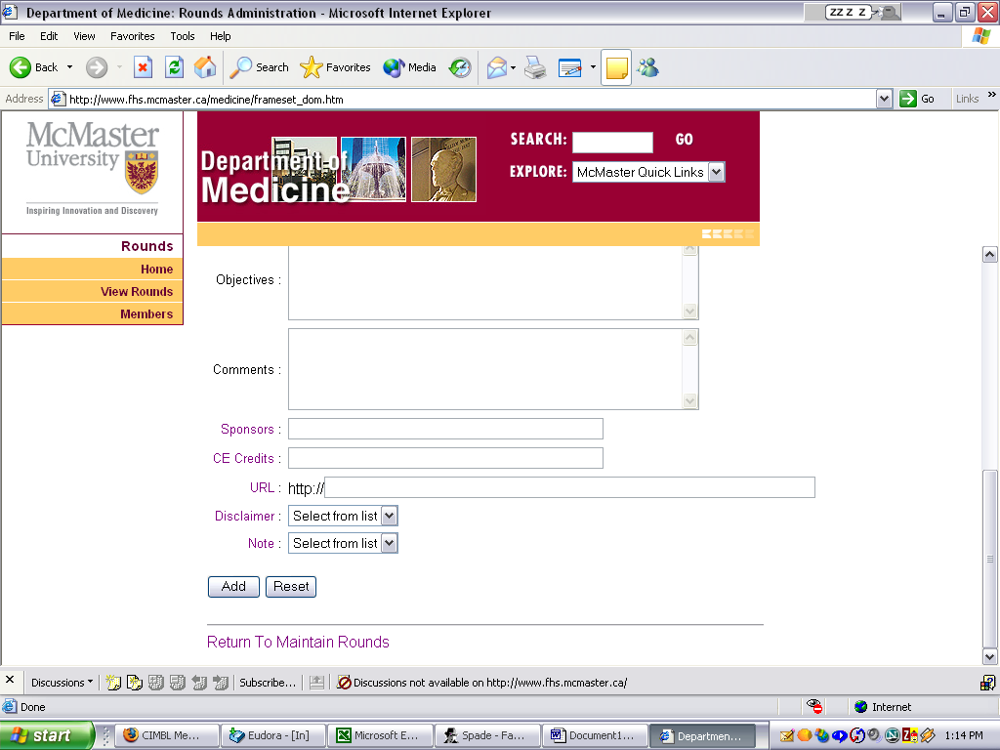 Department of Medicine: Rounds Administration - Microsoft Internet Explorer
zz z z
File Edit View Favorites Tools Help
Back Search Favorites Media
Address http://www.fhs.mcmaster.ca/medicine/frameset_dom.htm Go Links »
McMaster
University
Inspiring Innovation and Discovery
Department of
Medicine
SEARCH: GO
EXPLORE: McMaster Quick Links
Rounds
Home
View Rounds
Members
Objectives :
Comments :
Sponsors :
CE Credits :
URL : http://
Disclaimer : Select from list
Note : Select from list
Add Reset
Return To Maintain Rounds
Discussions Subscribe... Discussions not available on http://www.fhs.mcmaster.ca/
Done Internet
start CIMBL Me... Eudora - [In] Microsoft E... Spade - Fa... Document1... Departmen... 1:14 PM